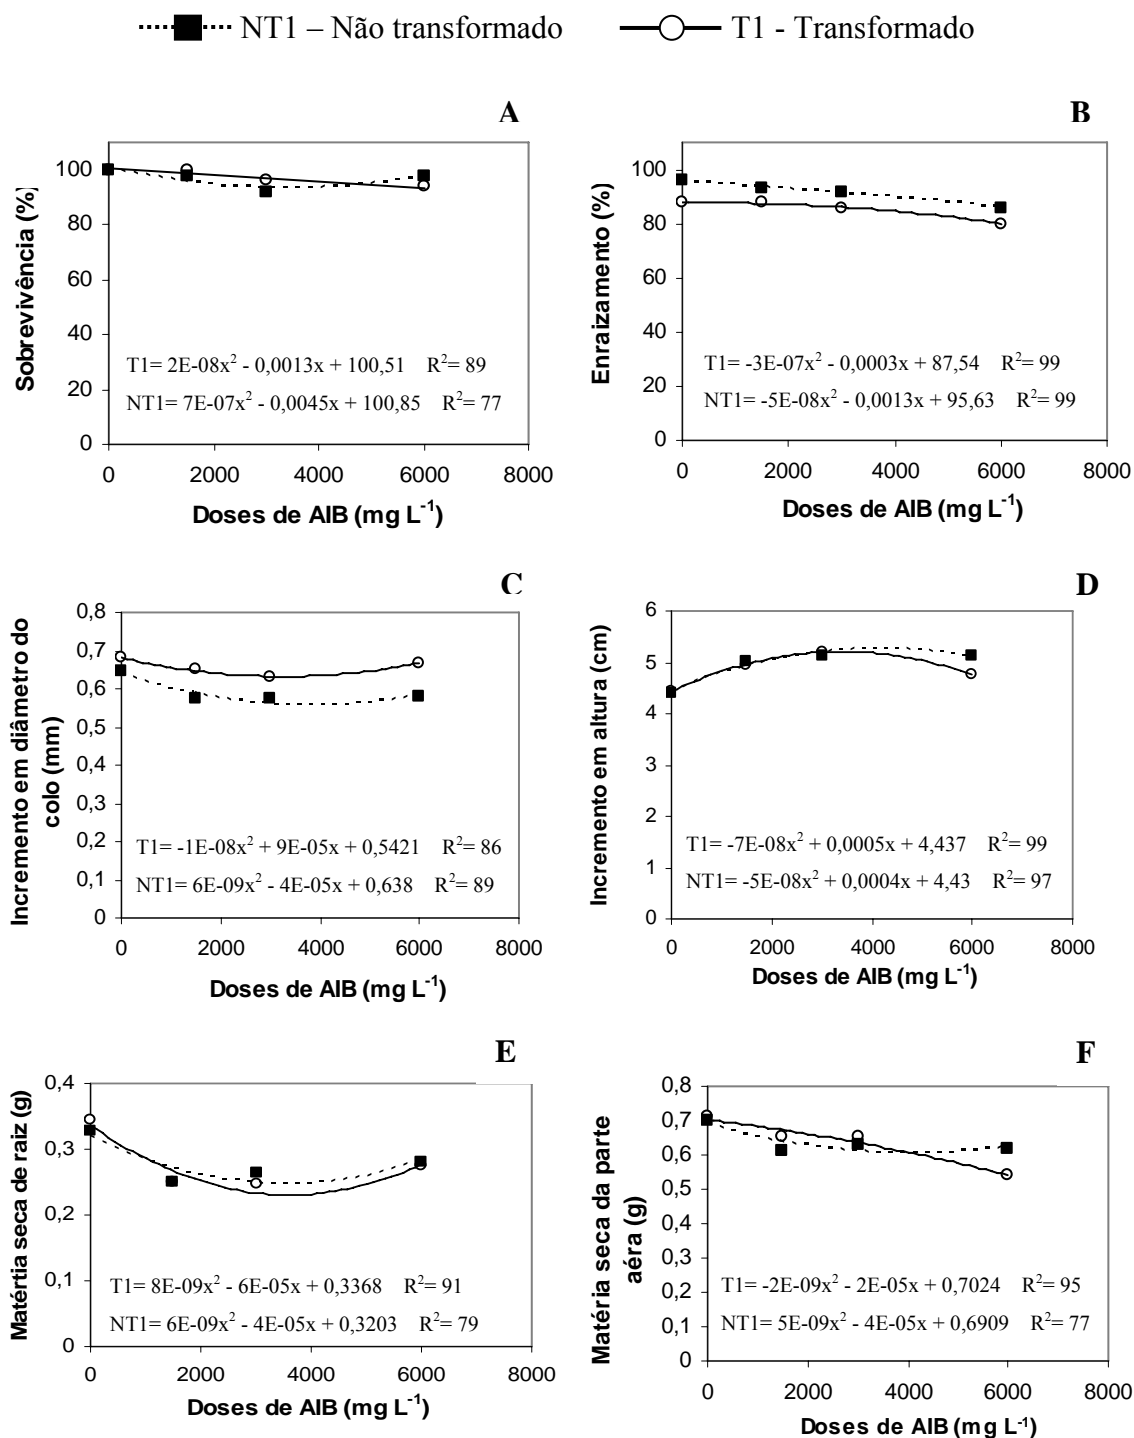 NT1 – Não transformado T1 - Transformado
A
Sobrevivência (%)
100
80
60
40
20
0
T1= 2E-08x² - 0,0013x + 100,51 R²= 89
NT1= 7E-07x² - 0,0045x + 100,85 R²= 77
0 2000 4000 6000 8000
Doses de AIB (mg L⁻¹)
B
Enraizamento (%)
100
80
60
40
20
0
T1= -3E-07x² - 0,0003x + 87,54 R²= 99
NT1= -5E-08x² - 0,0013x + 95,63 R²= 99
0 2000 4000 6000 8000
Doses de AIB (mg L⁻¹)
C
Incremento em diâmetro do
colo (mm)
0,8
0,7
0,6
0,5
0,4
0,3
0,2
0,1
0
T1= -1E-08x² + 9E-05x + 0,5421 R²= 86
NT1= 6E-09x² - 4E-05x + 0,638 R²= 89
0 2000 4000 6000 8000
Doses de AIB (mg L⁻¹)
D
Incremento em altura (cm)
6
5
4
3
2
1
0
T1= -7E-08x² + 0,0005x + 4,437 R²= 99
NT1= -5E-08x² + 0,0004x + 4,43 R²= 97
0 2000 4000 6000 8000
Doses de AIB (mg L⁻¹)
E
Matértia seca de raiz (g)
0,4
0,3
0,2
0,1
0
T1= 8E-09x² - 6E-05x + 0,3368 R²= 91
NT1= 6E-09x² - 4E-05x + 0,3203 R²= 79
0 2000 4000 6000 8000
Doses de AIB (mg L⁻¹)
F
Matéria seca da parte
aéra (g)
0,8
0,7
0,6
0,5
0,4
0,3
0,2
0,1
0
T1= -2E-09x² - 2E-05x + 0,7024 R²= 95
NT1= 5E-09x² - 4E-05x + 0,6909 R²= 77
0 2000 4000 6000 8000
Doses de AIB (mg L⁻¹)